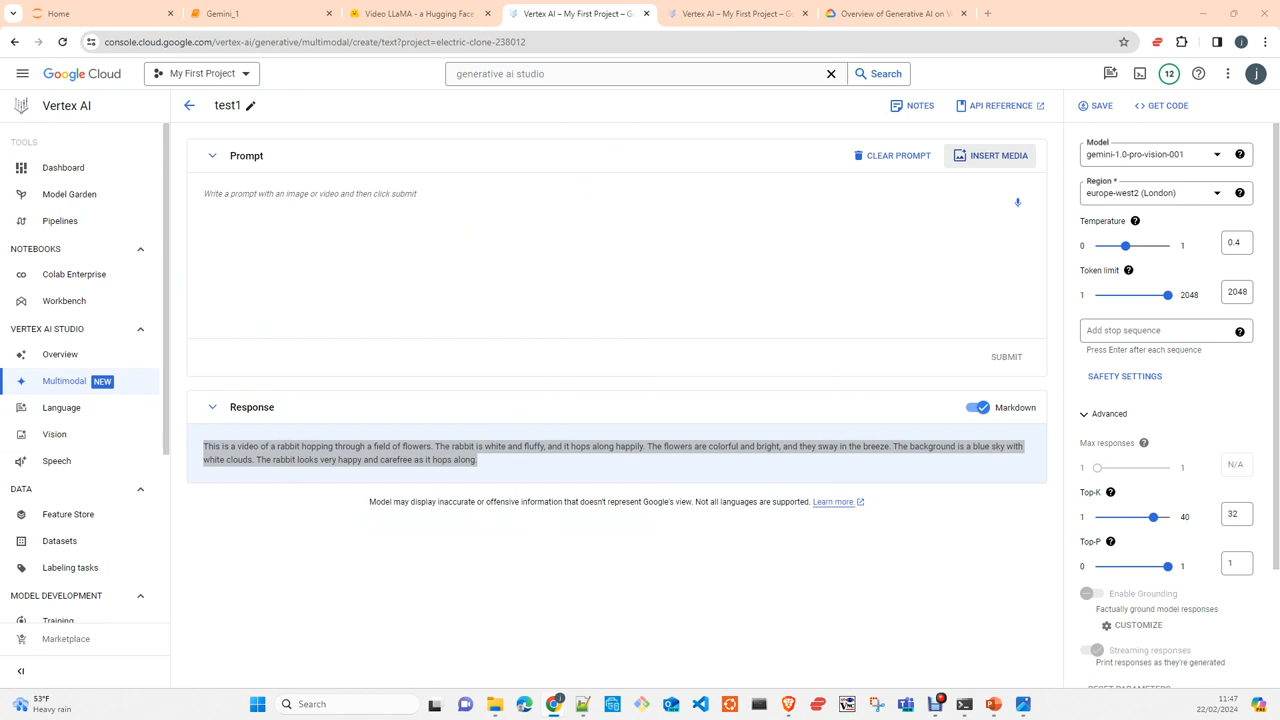 Home
Gemini_1
Video LLaMA - a Hugging Face
Vertex AI – My First Project – G
Vertex AI – My First Project – G
Overview of Generative AI on V
console.cloud.google.com/vertex-ai/generative/multimodal/create/text?project=electric-clone-238012
j
Google Cloud
My First Project
generative ai studio
Search
12
j
Vertex AI
test1
NOTES
API REFERENCE
SAVE
GET CODE
TOOLS
Dashboard
Model Garden
Pipelines
NOTEBOOKS
Colab Enterprise
Workbench
VERTEX AI STUDIO
Overview
Multimodal NEW
Language
Vision
Speech
DATA
Feature Store
Datasets
Labeling tasks
MODEL DEVELOPMENT
Training
Marketplace
Prompt
CLEAR PROMPT
INSERT MEDIA
Write a prompt with an image or video and then click submit
SUBMIT
Response
Markdown
This is a video of a rabbit hopping through a field of flowers. The rabbit is white and fluffy, and it hops along happily. The flowers are colorful and bright, and they sway in the breeze. The background is a blue sky with
white clouds. The rabbit looks very happy and carefree as it hops along.
Model may display inaccurate or offensive information that doesn't represent Google's view. Not all languages are supported. Learn more.
Model
gemini-1.0-pro-vision-001
Region *
europe-west2 (London)
Temperature
0 1 0.4
Token limit
1 2048 2048
Add stop sequence
Press Enter after each sequence
SAFETY SETTINGS
Advanced
Max responses
1 1 N/A
Top-K
1 40 32
Top-P
0 1 1
Enable Grounding
Factually ground model responses
CUSTOMIZE
Streaming responses
Print responses as they're generated
RESET PARAMETERS
53°F
Heavy rain
Search
11:47
22/02/2024